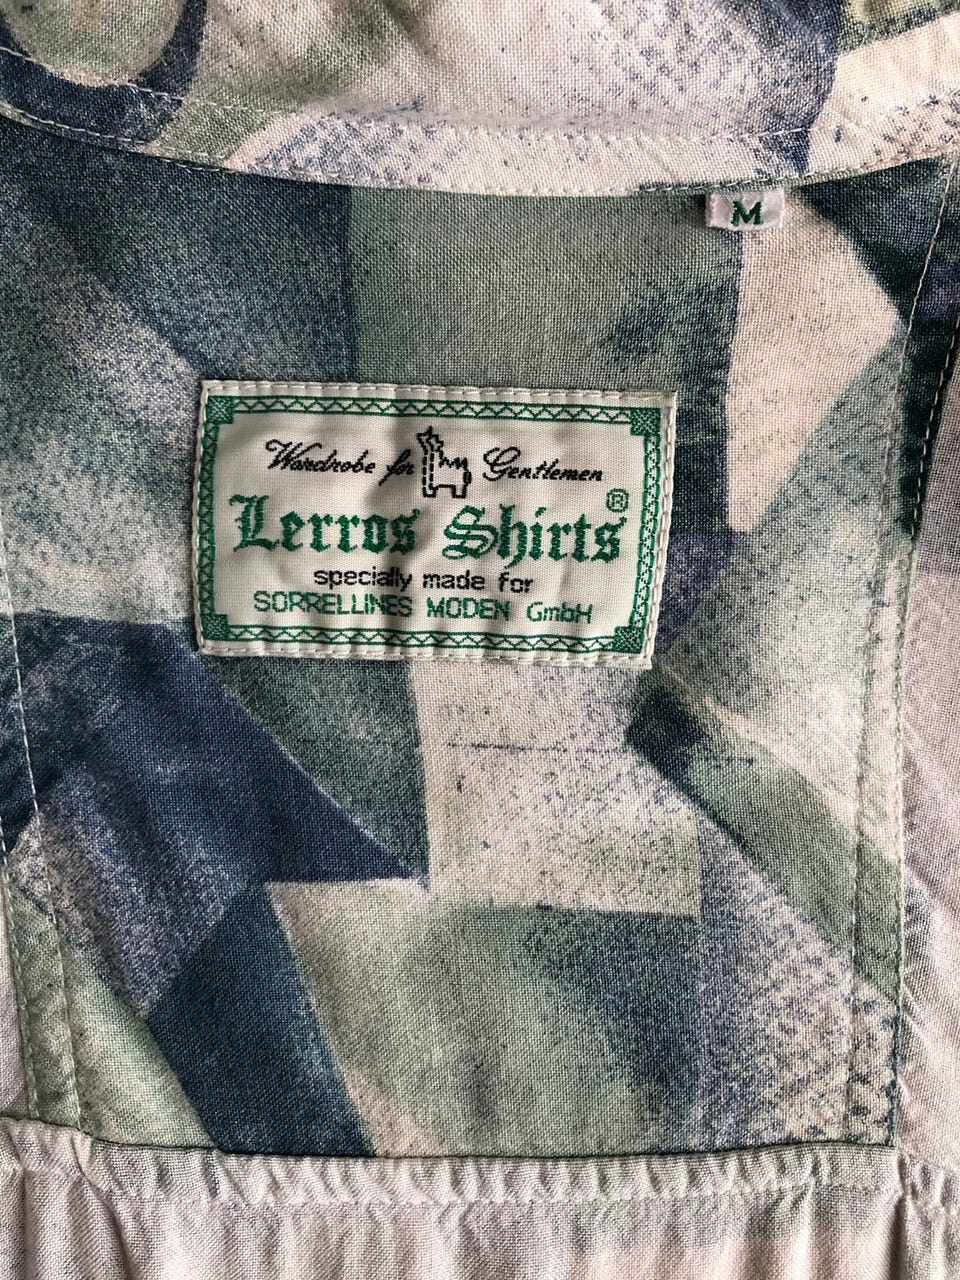 M
Wardrobe for Gentlemen
Lerros Shirts®
specially made for
SORRELLINES MODEN GmbH